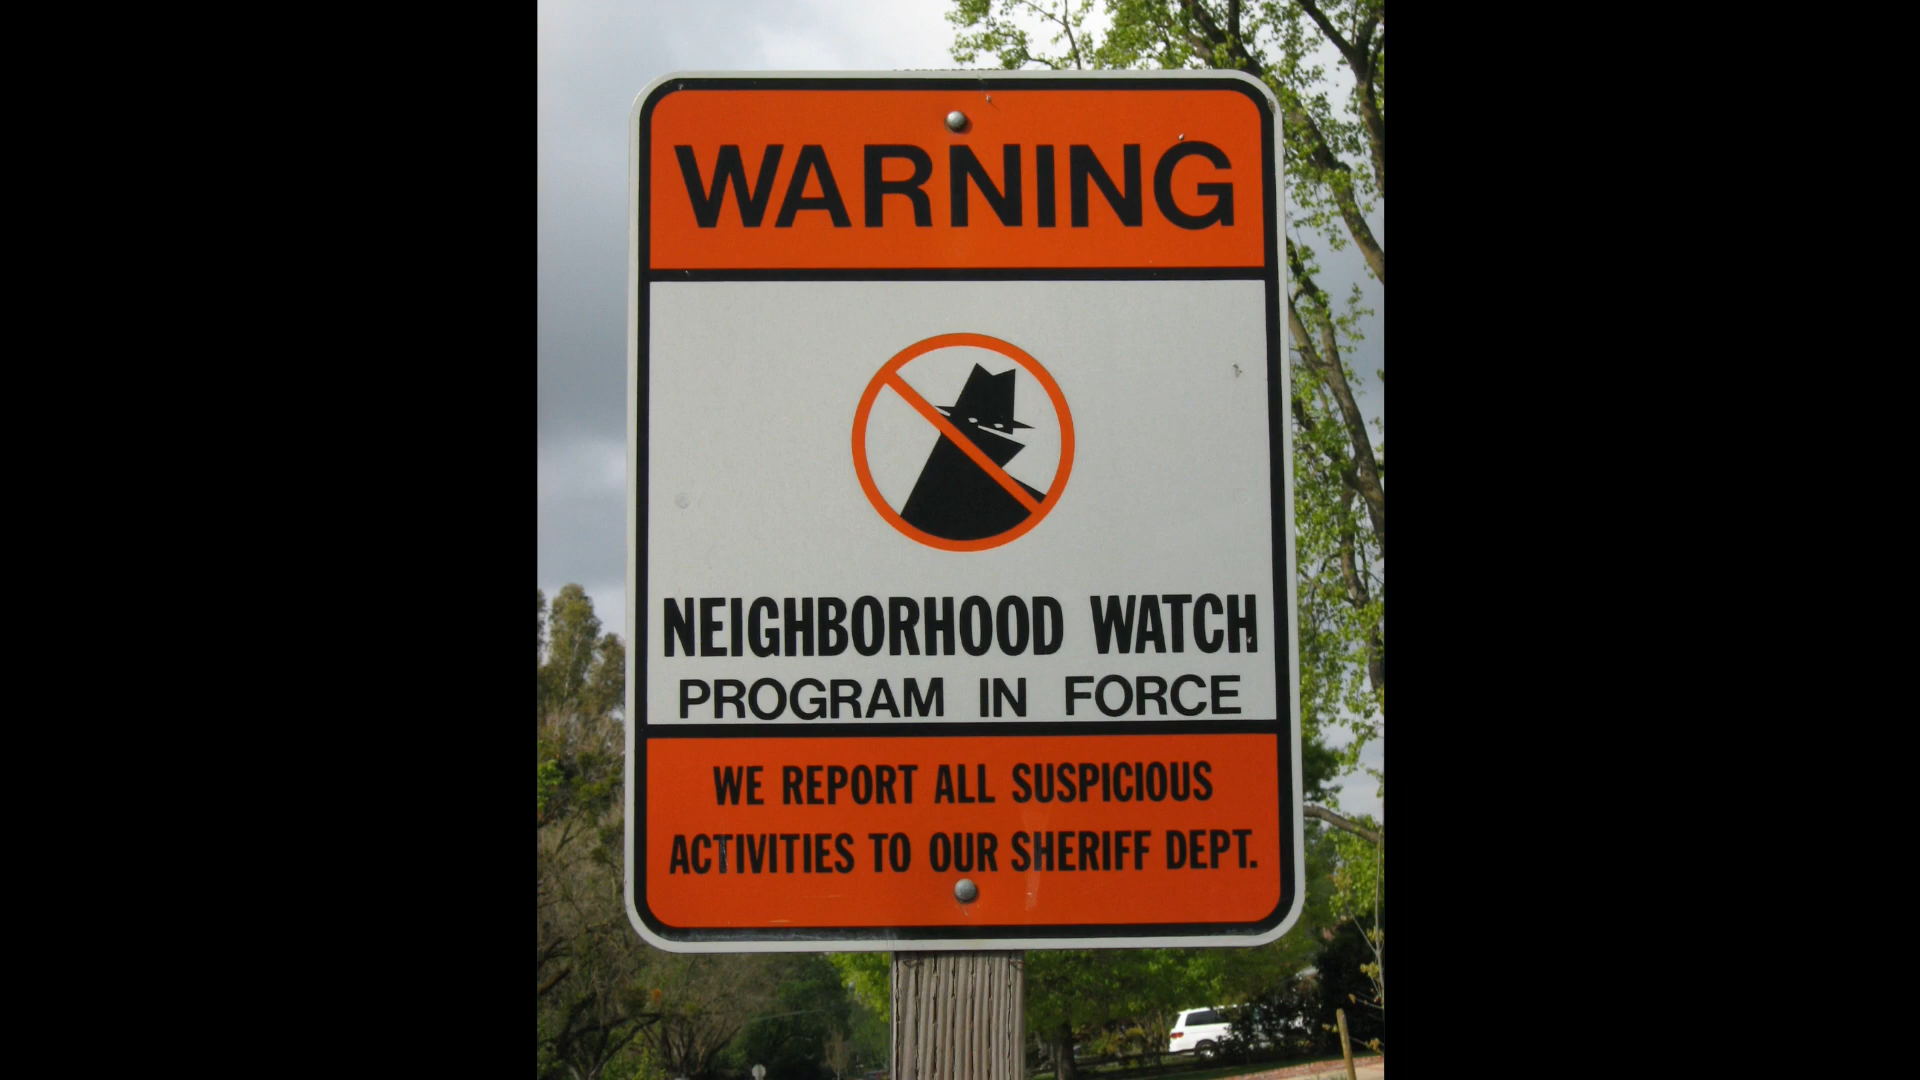 WARNING
NEIGHBORHOOD WATCH
PROGRAM IN FORCE
WE REPORT ALL SUSPICIOUS
ACTIVITIES TO OUR SHERIFF DEPT.